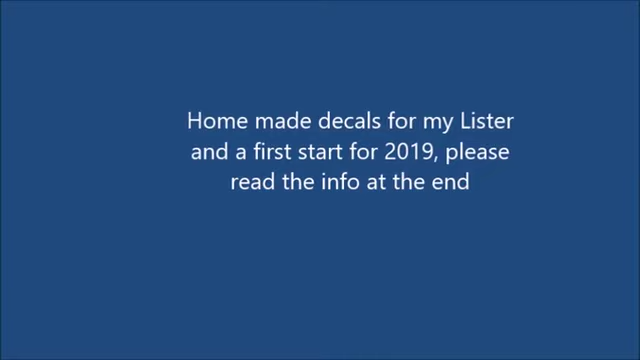 Home made decals for my Lister
and a first start for 2019, please
read the info at the end